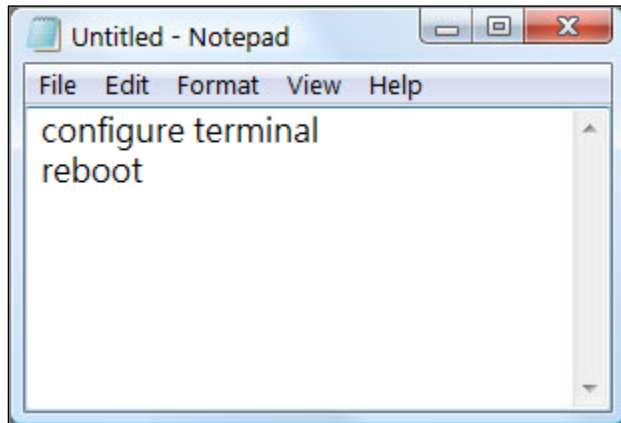 Untitled - Notepad
File Edit Format View Help
configure terminal
reboot